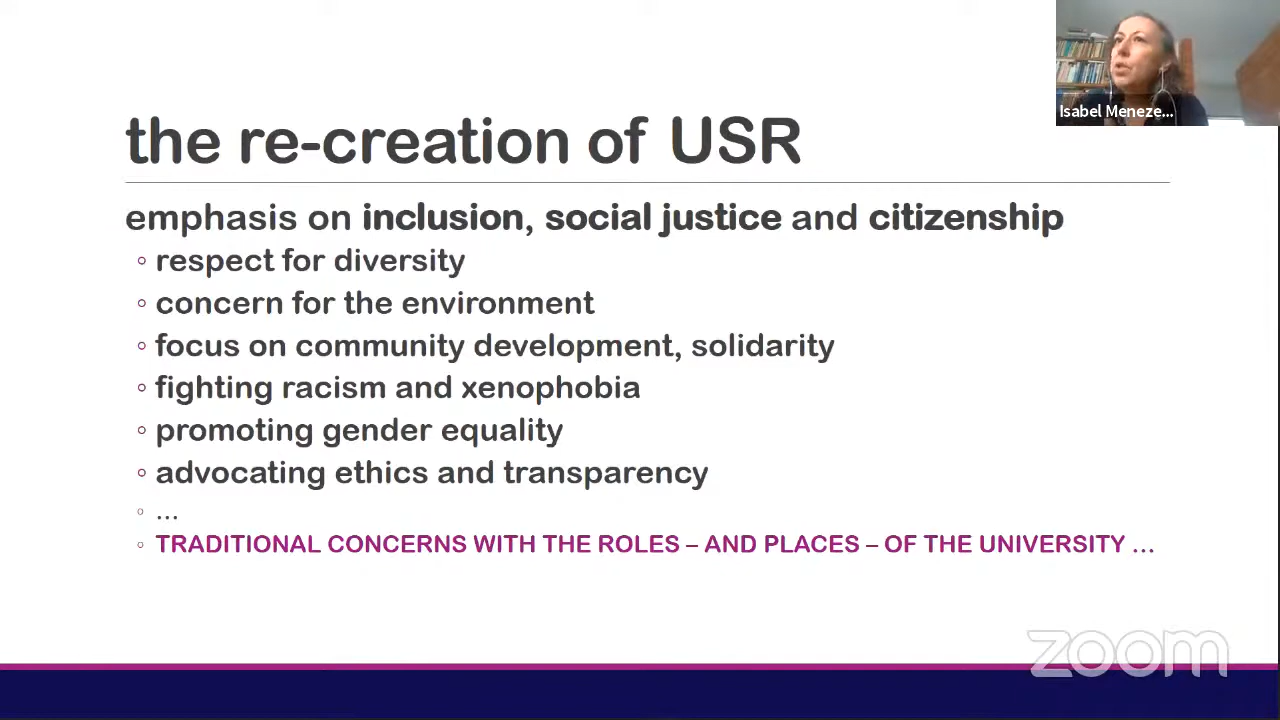 Isabel Meneze...
the re-creation of USR
emphasis on inclusion, social justice and citizenship
◦ respect for diversity
◦ concern for the environment
◦ focus on community development, solidarity
◦ fighting racism and xenophobia
◦ promoting gender equality
◦ advocating ethics and transparency
◦ ...
◦ TRADITIONAL CONCERNS WITH THE ROLES – AND PLACES – OF THE UNIVERSITY ...
zoom